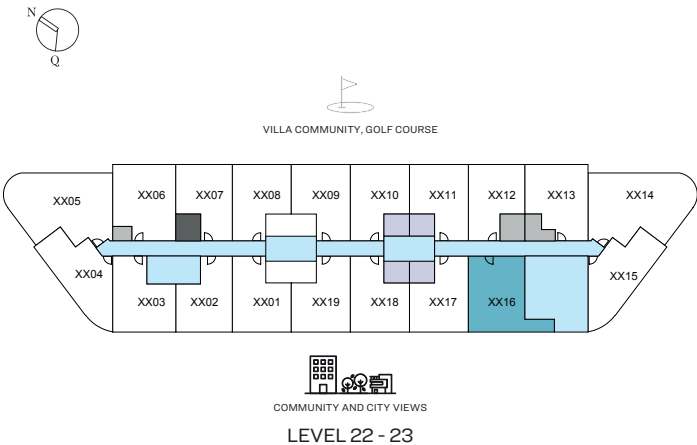 N
Q
VILLA COMMUNITY, GOLF COURSE
XX05 XX06 XX07 XX08 XX09 XX10 XX11 XX12 XX13 XX14
XX04 XX03 XX02 XX01 XX19 XX18 XX17 XX16 XX15
COMMUNITY AND CITY VIEWS
LEVEL 22 - 23